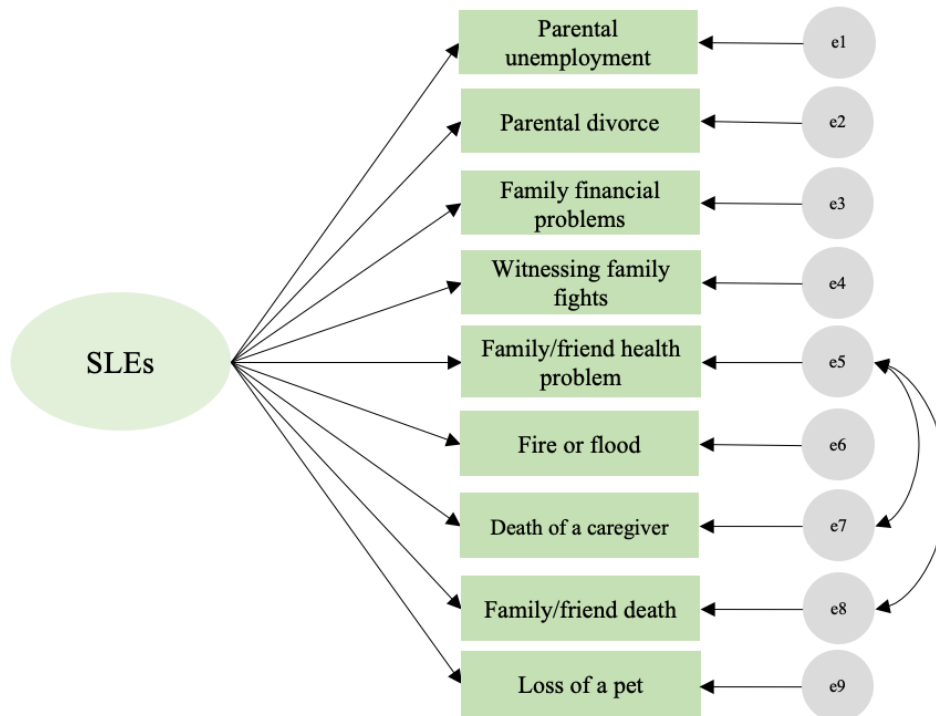 Parental
unemployment
e1
Parental divorce
e2
Family financial
problems
e3
Witnessing family
fights
e4
SLEs
Family/friend health
problem
e5
Fire or flood
e6
Death of a caregiver
e7
Family/friend death
e8
Loss of a pet
e9